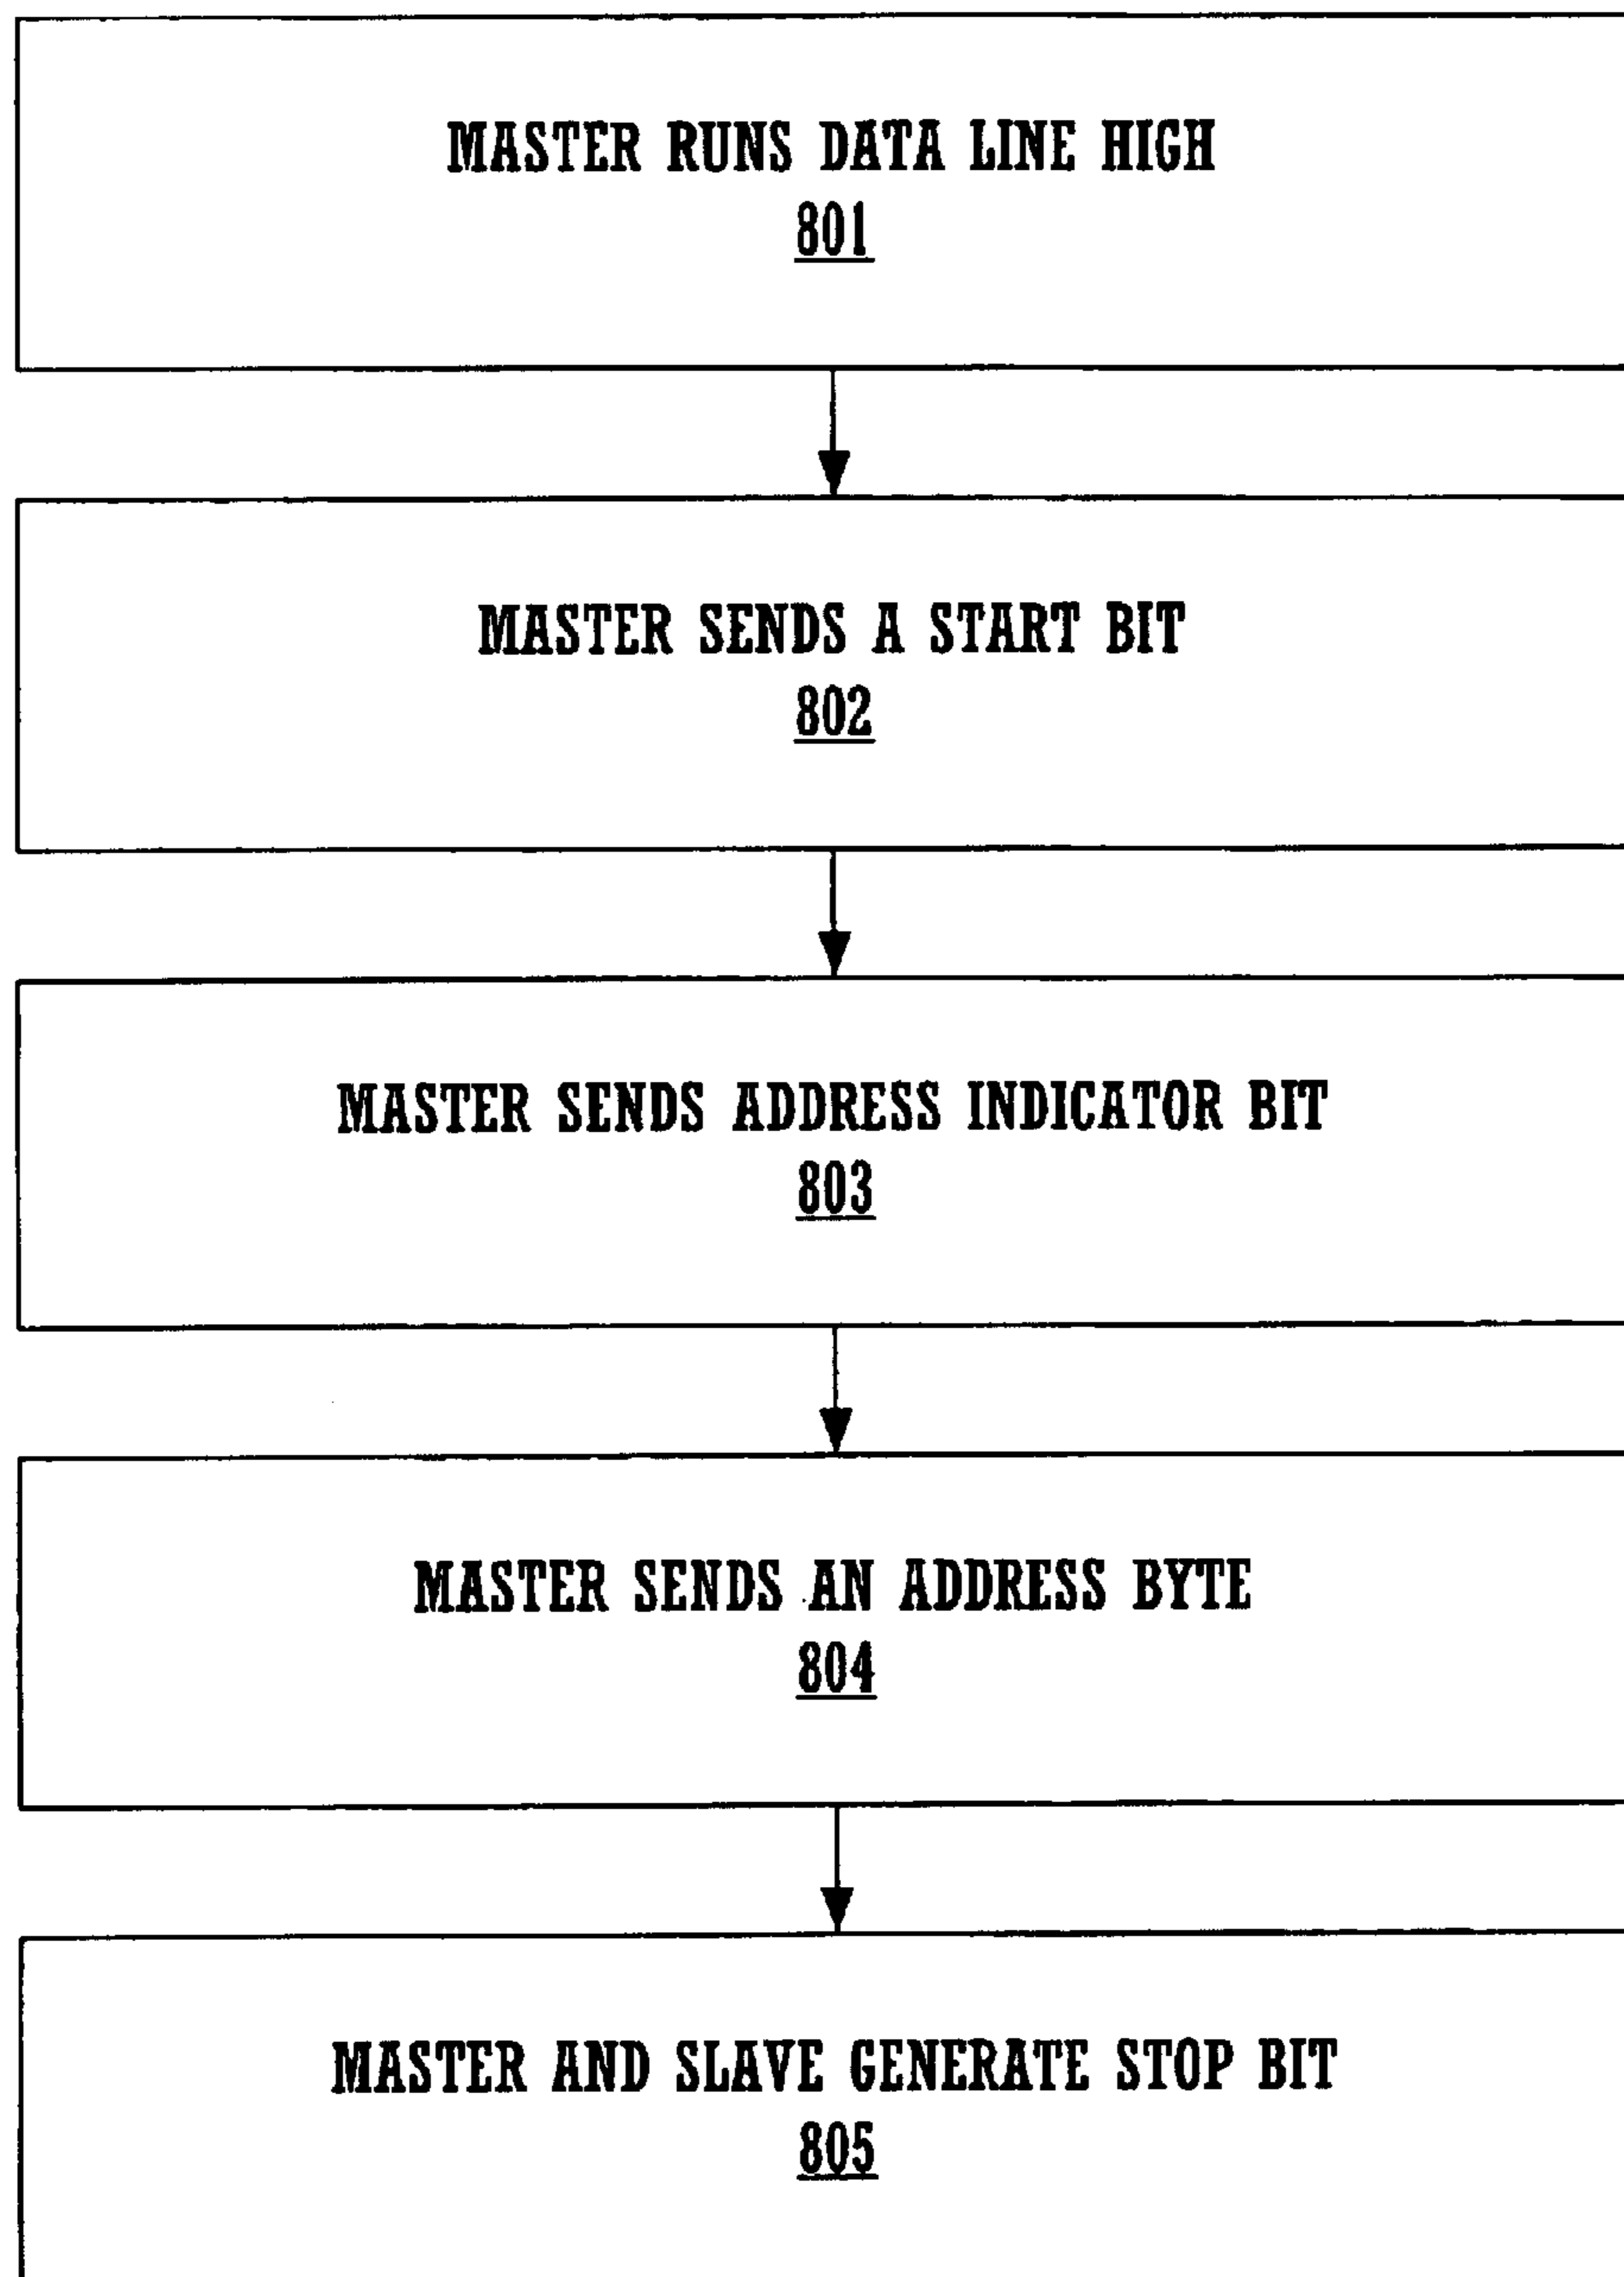 MASTER RUNS DATA LINE HIGH
801
MASTER SENDS A START BIT
802
MASTER SENDS ADDRESS INDICATOR BIT
803
MASTER SENDS AN ADDRESS BYTE
804
MASTER AND SLAVE GENERATE STOP BIT
805